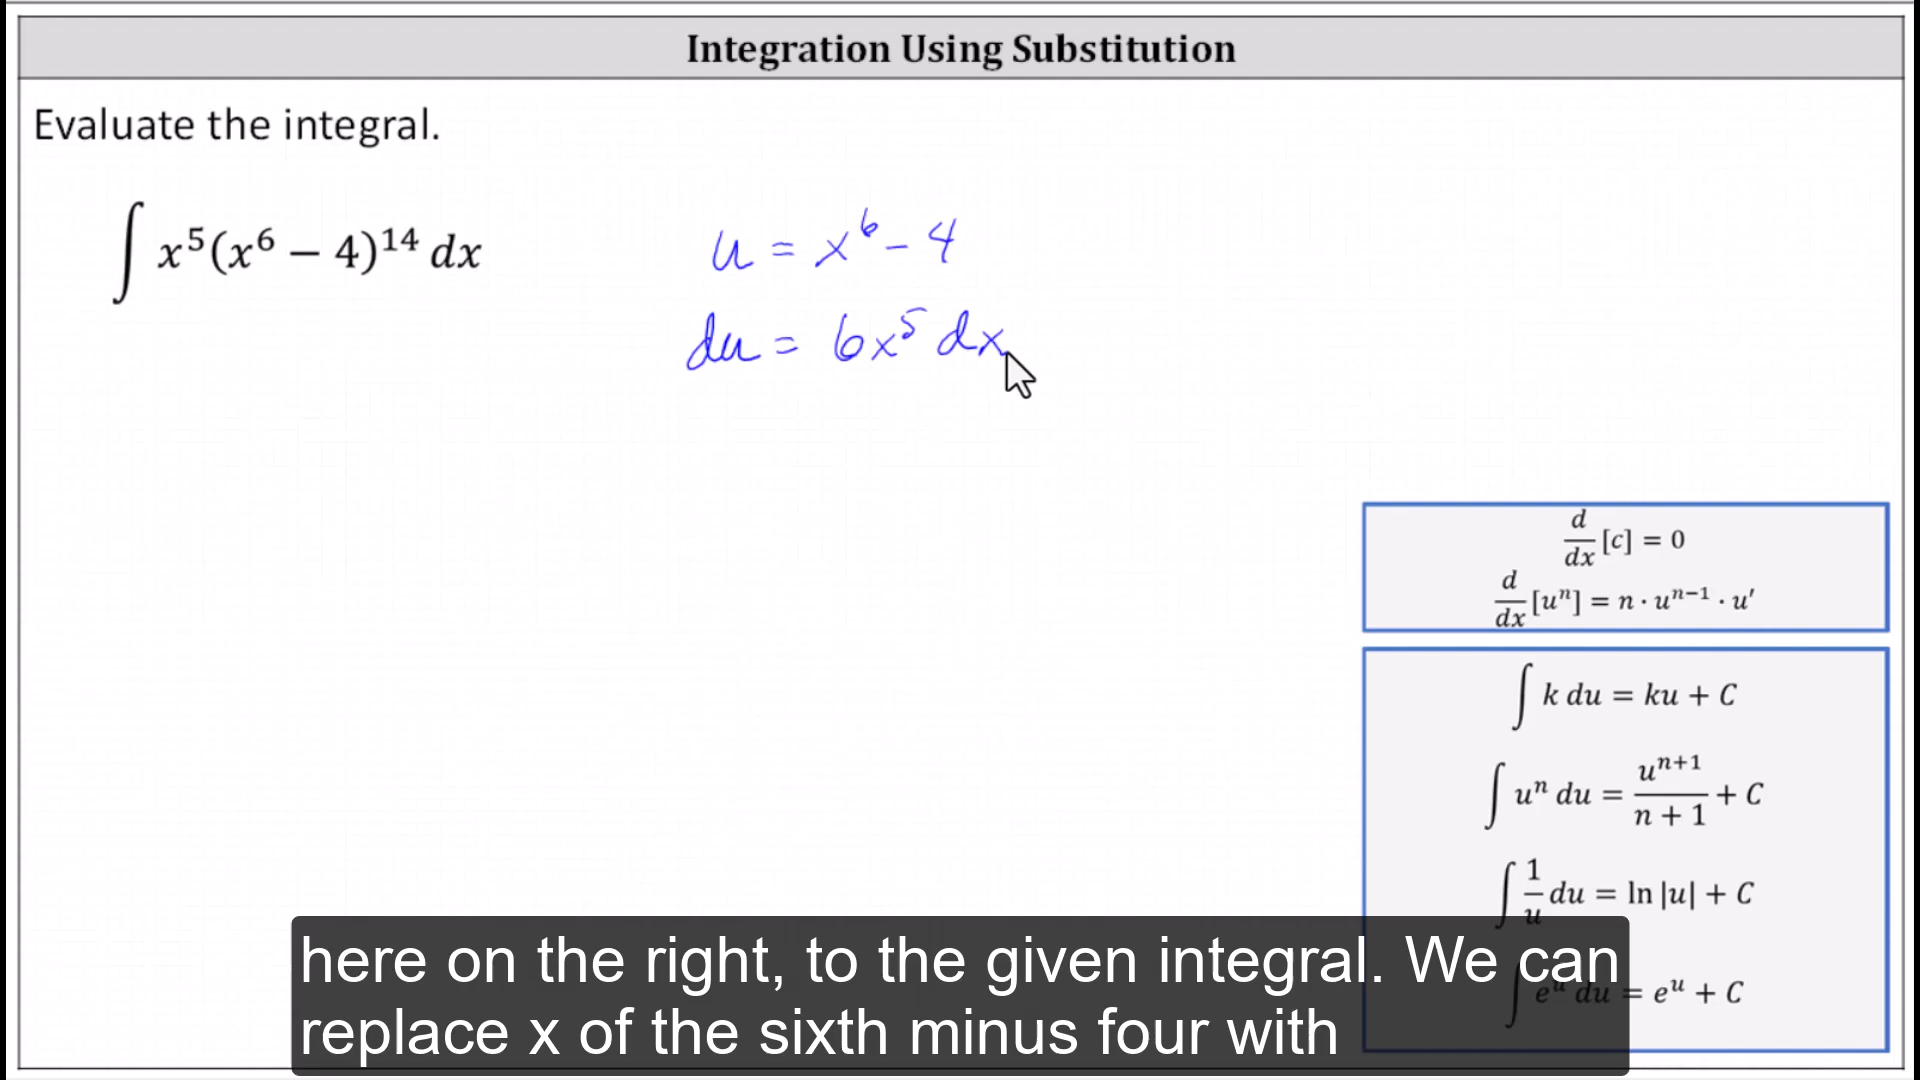 Integration Using Substitution
Evaluate the integral.
∫ x⁵(x⁶ − 4)¹⁴ dx
u = x⁶ − 4
du = 6x⁵ dx
d/dx [c] = 0
d/dx [uⁿ] = n · uⁿ⁻¹ · u′
∫ k du = ku + C
∫ uⁿ du = uⁿ⁺¹/(n + 1) + C
∫ 1/u du = ln |u| + C
∫ eᵘ du = eᵘ + C
here on the right, to the given integral. We can
replace x of the sixth minus four with